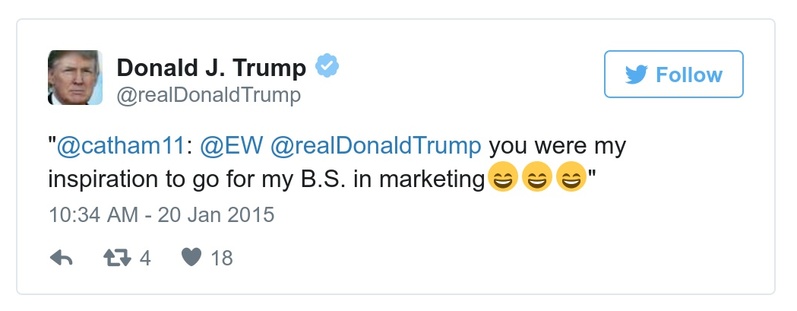 Donald J. Trump
@realDonaldTrump
Follow
"@catham11: @EW @realDonaldTrump you were my
inspiration to go for my B.S. in marketing😄😄😄"
10:34 AM - 20 Jan 2015
4 18